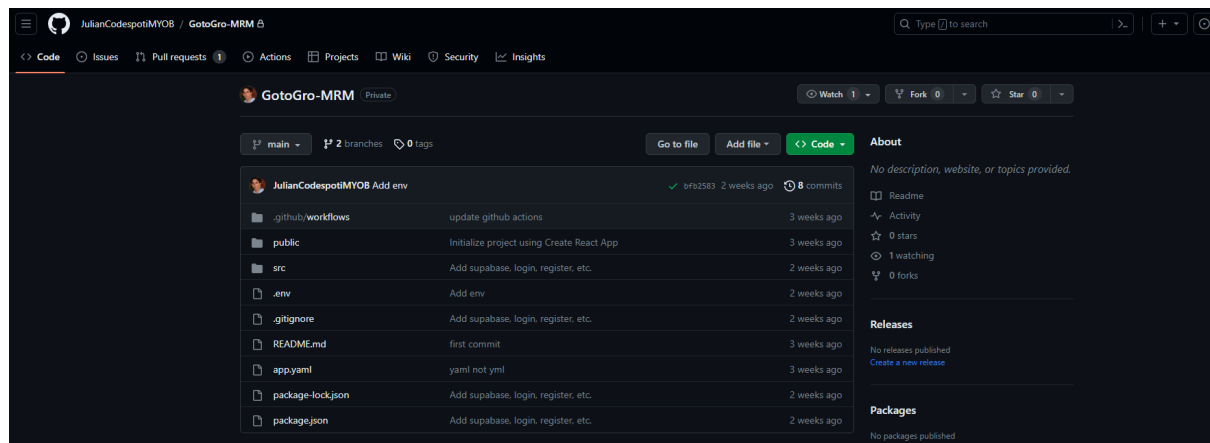 JulianCodespotiMYOB / GotoGro-MRM
Type / to search
Code Issues Pull requests 1 Actions Projects Wiki Security Insights
GotoGro-MRM Private
Watch 1 Fork 0 Star 0
main 2 branches 0 tags Go to file Add file Code
JulianCodespotiMYOB Add env bfb2583 2 weeks ago 8 commits
.github/workflows update github actions 3 weeks ago
public Initialize project using Create React App 3 weeks ago
src Add supabase, login, register, etc. 2 weeks ago
.env Add env 2 weeks ago
.gitignore Add supabase, login, register, etc. 2 weeks ago
README.md first commit 3 weeks ago
app.yaml yaml not yml 3 weeks ago
package-lock.json Add supabase, login, register, etc. 2 weeks ago
package.json Add supabase, login, register, etc. 2 weeks ago
About
No description, website, or topics provided.
Readme
Activity
0 stars
1 watching
0 forks
Releases
No releases published
Create a new release
Packages
No packages published